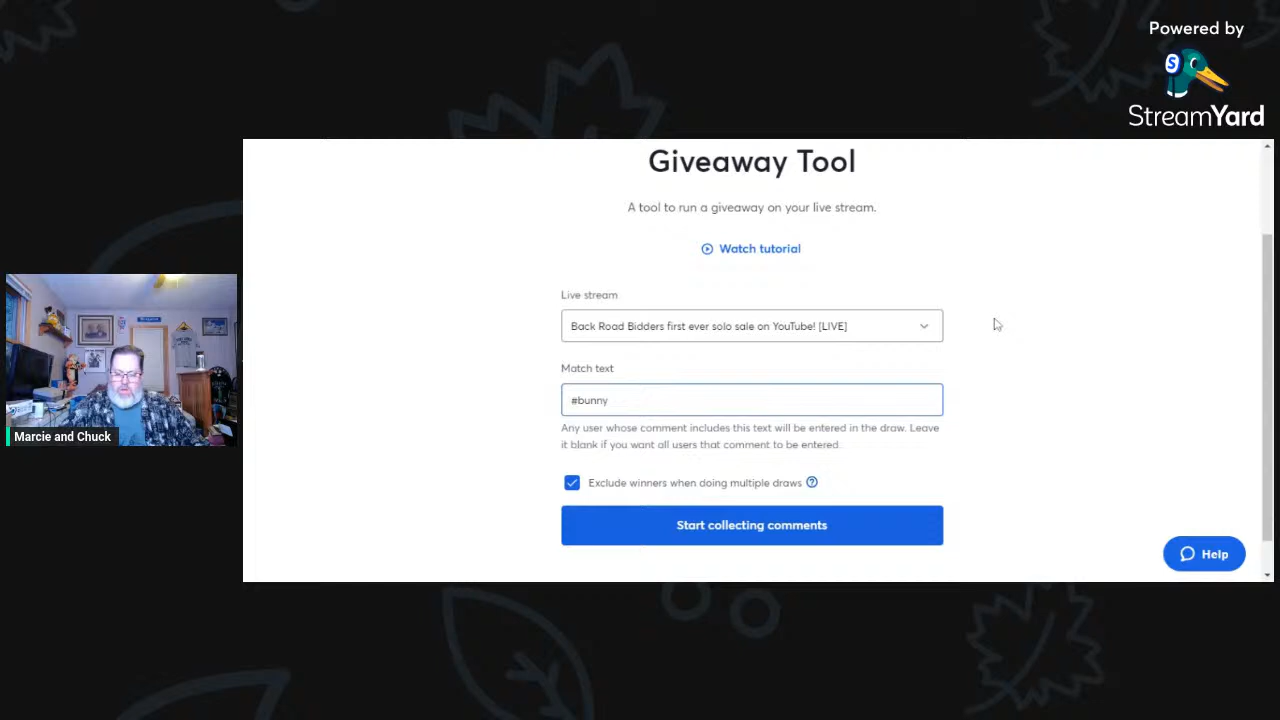 Powered by
StreamYard
Giveaway Tool
A tool to run a giveaway on your live stream.
Watch tutorial
Live stream
Back Road Bidders first ever solo sale on YouTube! [LIVE]
Match text
#bunny
Any user whose comment includes this text will be entered in the draw. Leave
it blank if you want all users that comment to be entered.
Exclude winners when doing multiple draws
Start collecting comments
Help
Marcie and Chuck